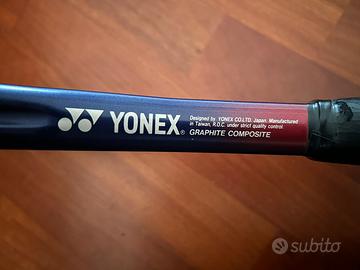 YONEX®
Designed by YONEX CO.LTD. Japan. Manufactured
in Taiwan, R.O.C. under strict quality control.
GRAPHITE COMPOSITE
subito